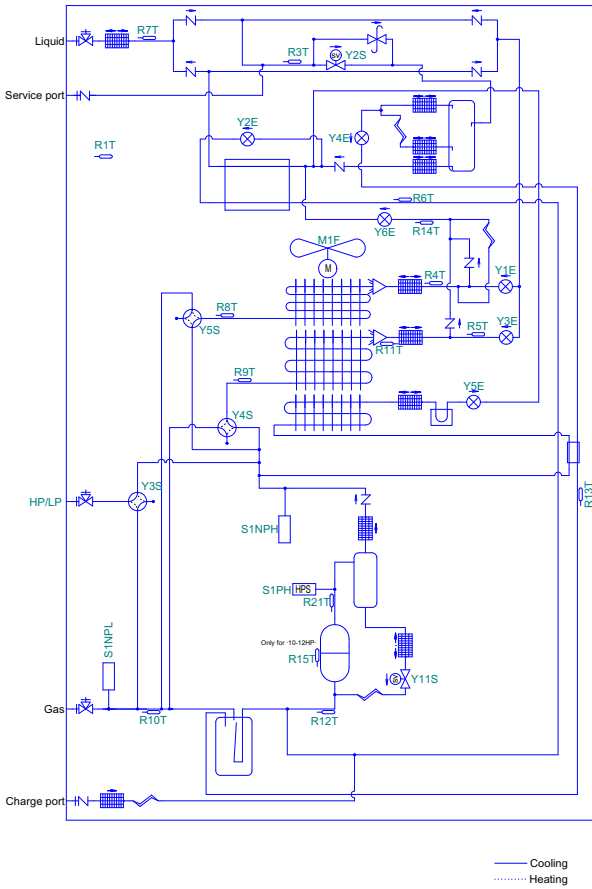 Liquid
R7T
R3T
SV
Y2S
Service port
Y2E
Y4E
R1T
R6T
Y6E
R14T
M1F
M
R4T
Y1E
R8T
Y5S
R5T
Y3E
R11T
R9T
Y5E
Y4S
Y3S
HP/LP
R13T
S1NPH
S1PH
HPS
R21T
Only for ·10-12HP·
R15T
S1NPL
SV
Y11S
Gas
R10T
R12T
Charge port
Cooling
Heating